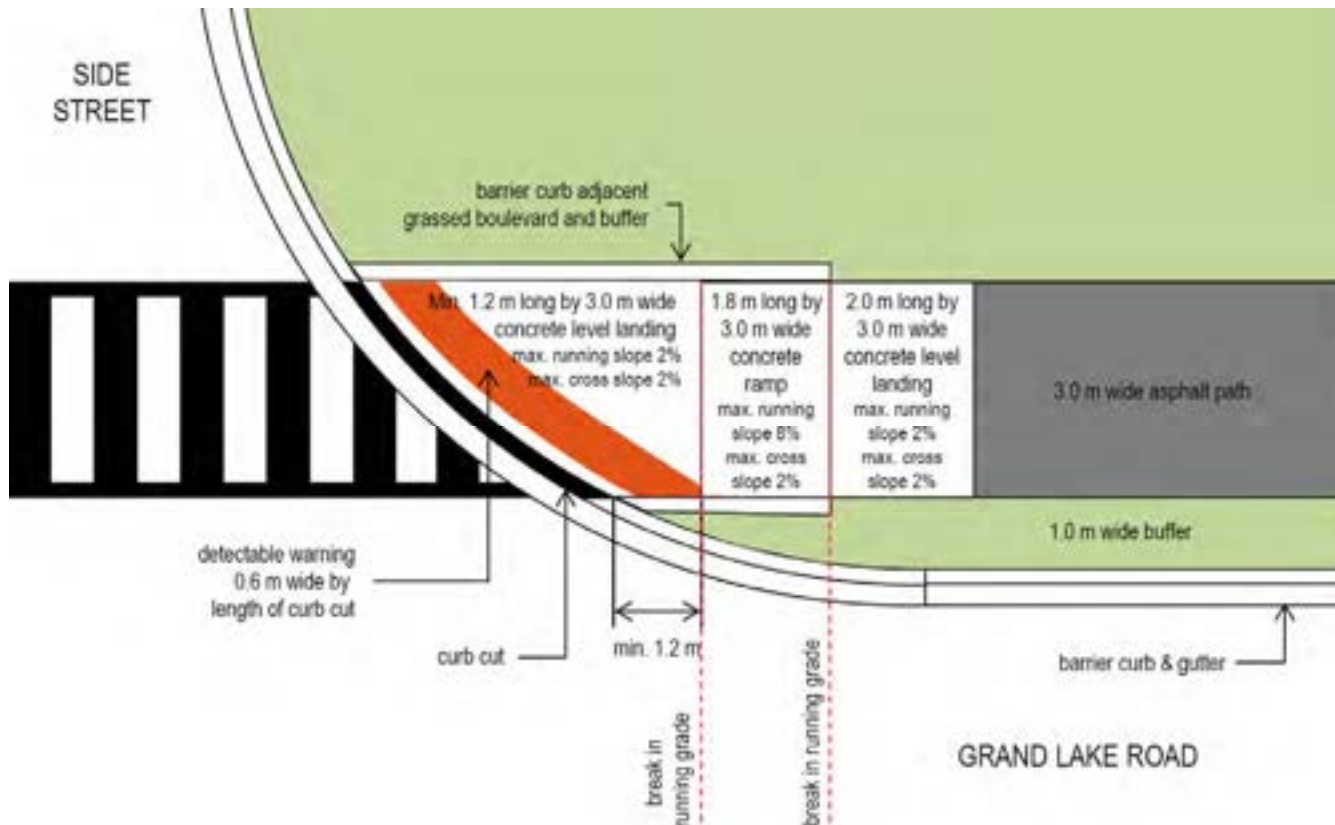 SIDE
STREET
barrier curb adjacent
grassed boulevard and buffer
Min. 1.2 m long by 3.0 m wide
concrete level landing
max. running slope 2%
max. cross slope 2%
1.8 m long by
3.0 m wide
concrete
ramp
max. running
slope 8%
max. cross
slope 2%
2.0 m long by
3.0 m wide
concrete level
landing
max. running
slope 2%
max. cross
slope 2%
3.0 m wide asphalt path
1.0 m wide buffer
detectable warning
0.6 m wide by
length of curb cut
curb cut
min. 1.2 m
barrier curb & gutter
break in
running grade
break in running grade
GRAND LAKE ROAD